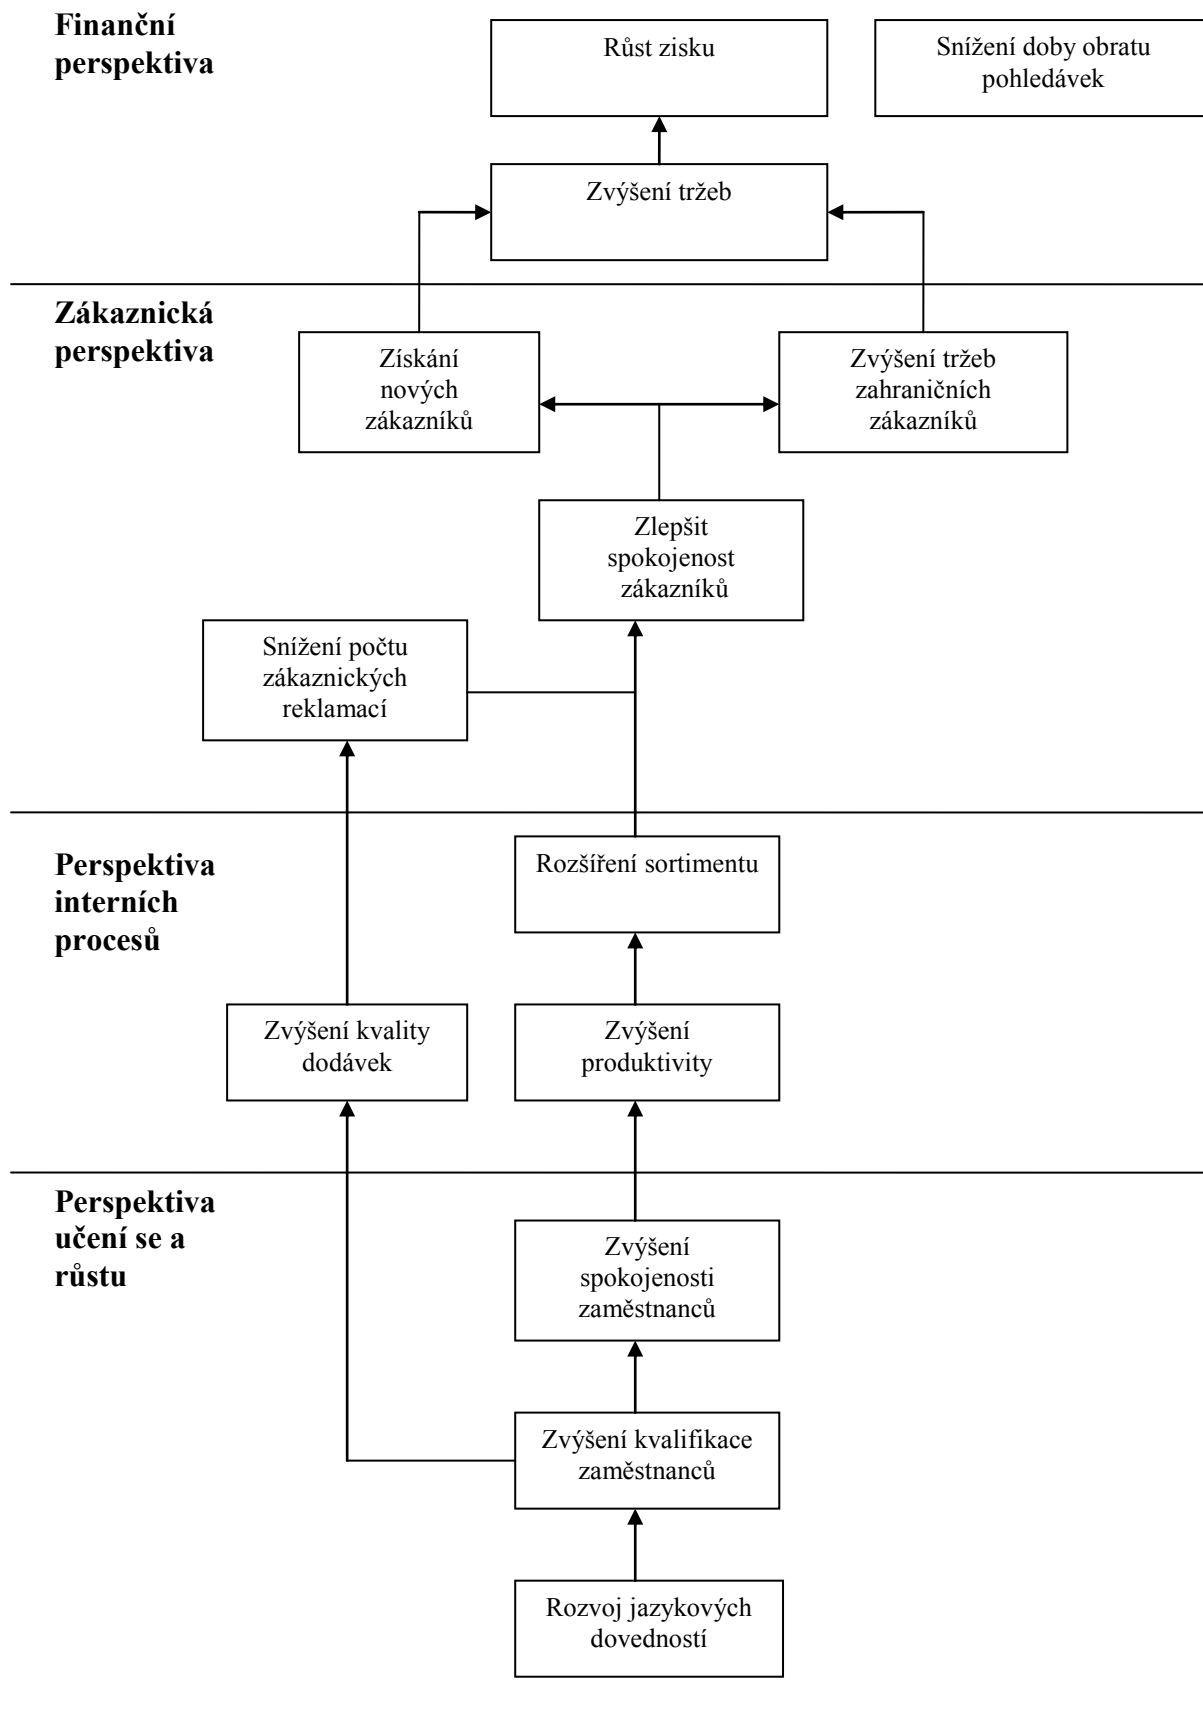 Finanční
perspektiva
Růst zisku
Snížení doby obratu
pohledávek
Zvýšení tržeb
Zákaznická
perspektiva
Získání
nových
zákazníků
Zvýšení tržeb
zahraničních
zákazníků
Zlepšit
spokojenost
zákazníků
Snížení počtu
zákaznických
reklamací
Perspektiva
interních
procesů
Rozšíření sortimentu
Zvýšení kvality
dodávek
Zvýšení
produktivity
Perspektiva
učení se a
růstu
Zvýšení
spokojenosti
zaměstnanců
Zvýšení kvalifikace
zaměstnanců
Rozvoj jazykových
dovedností